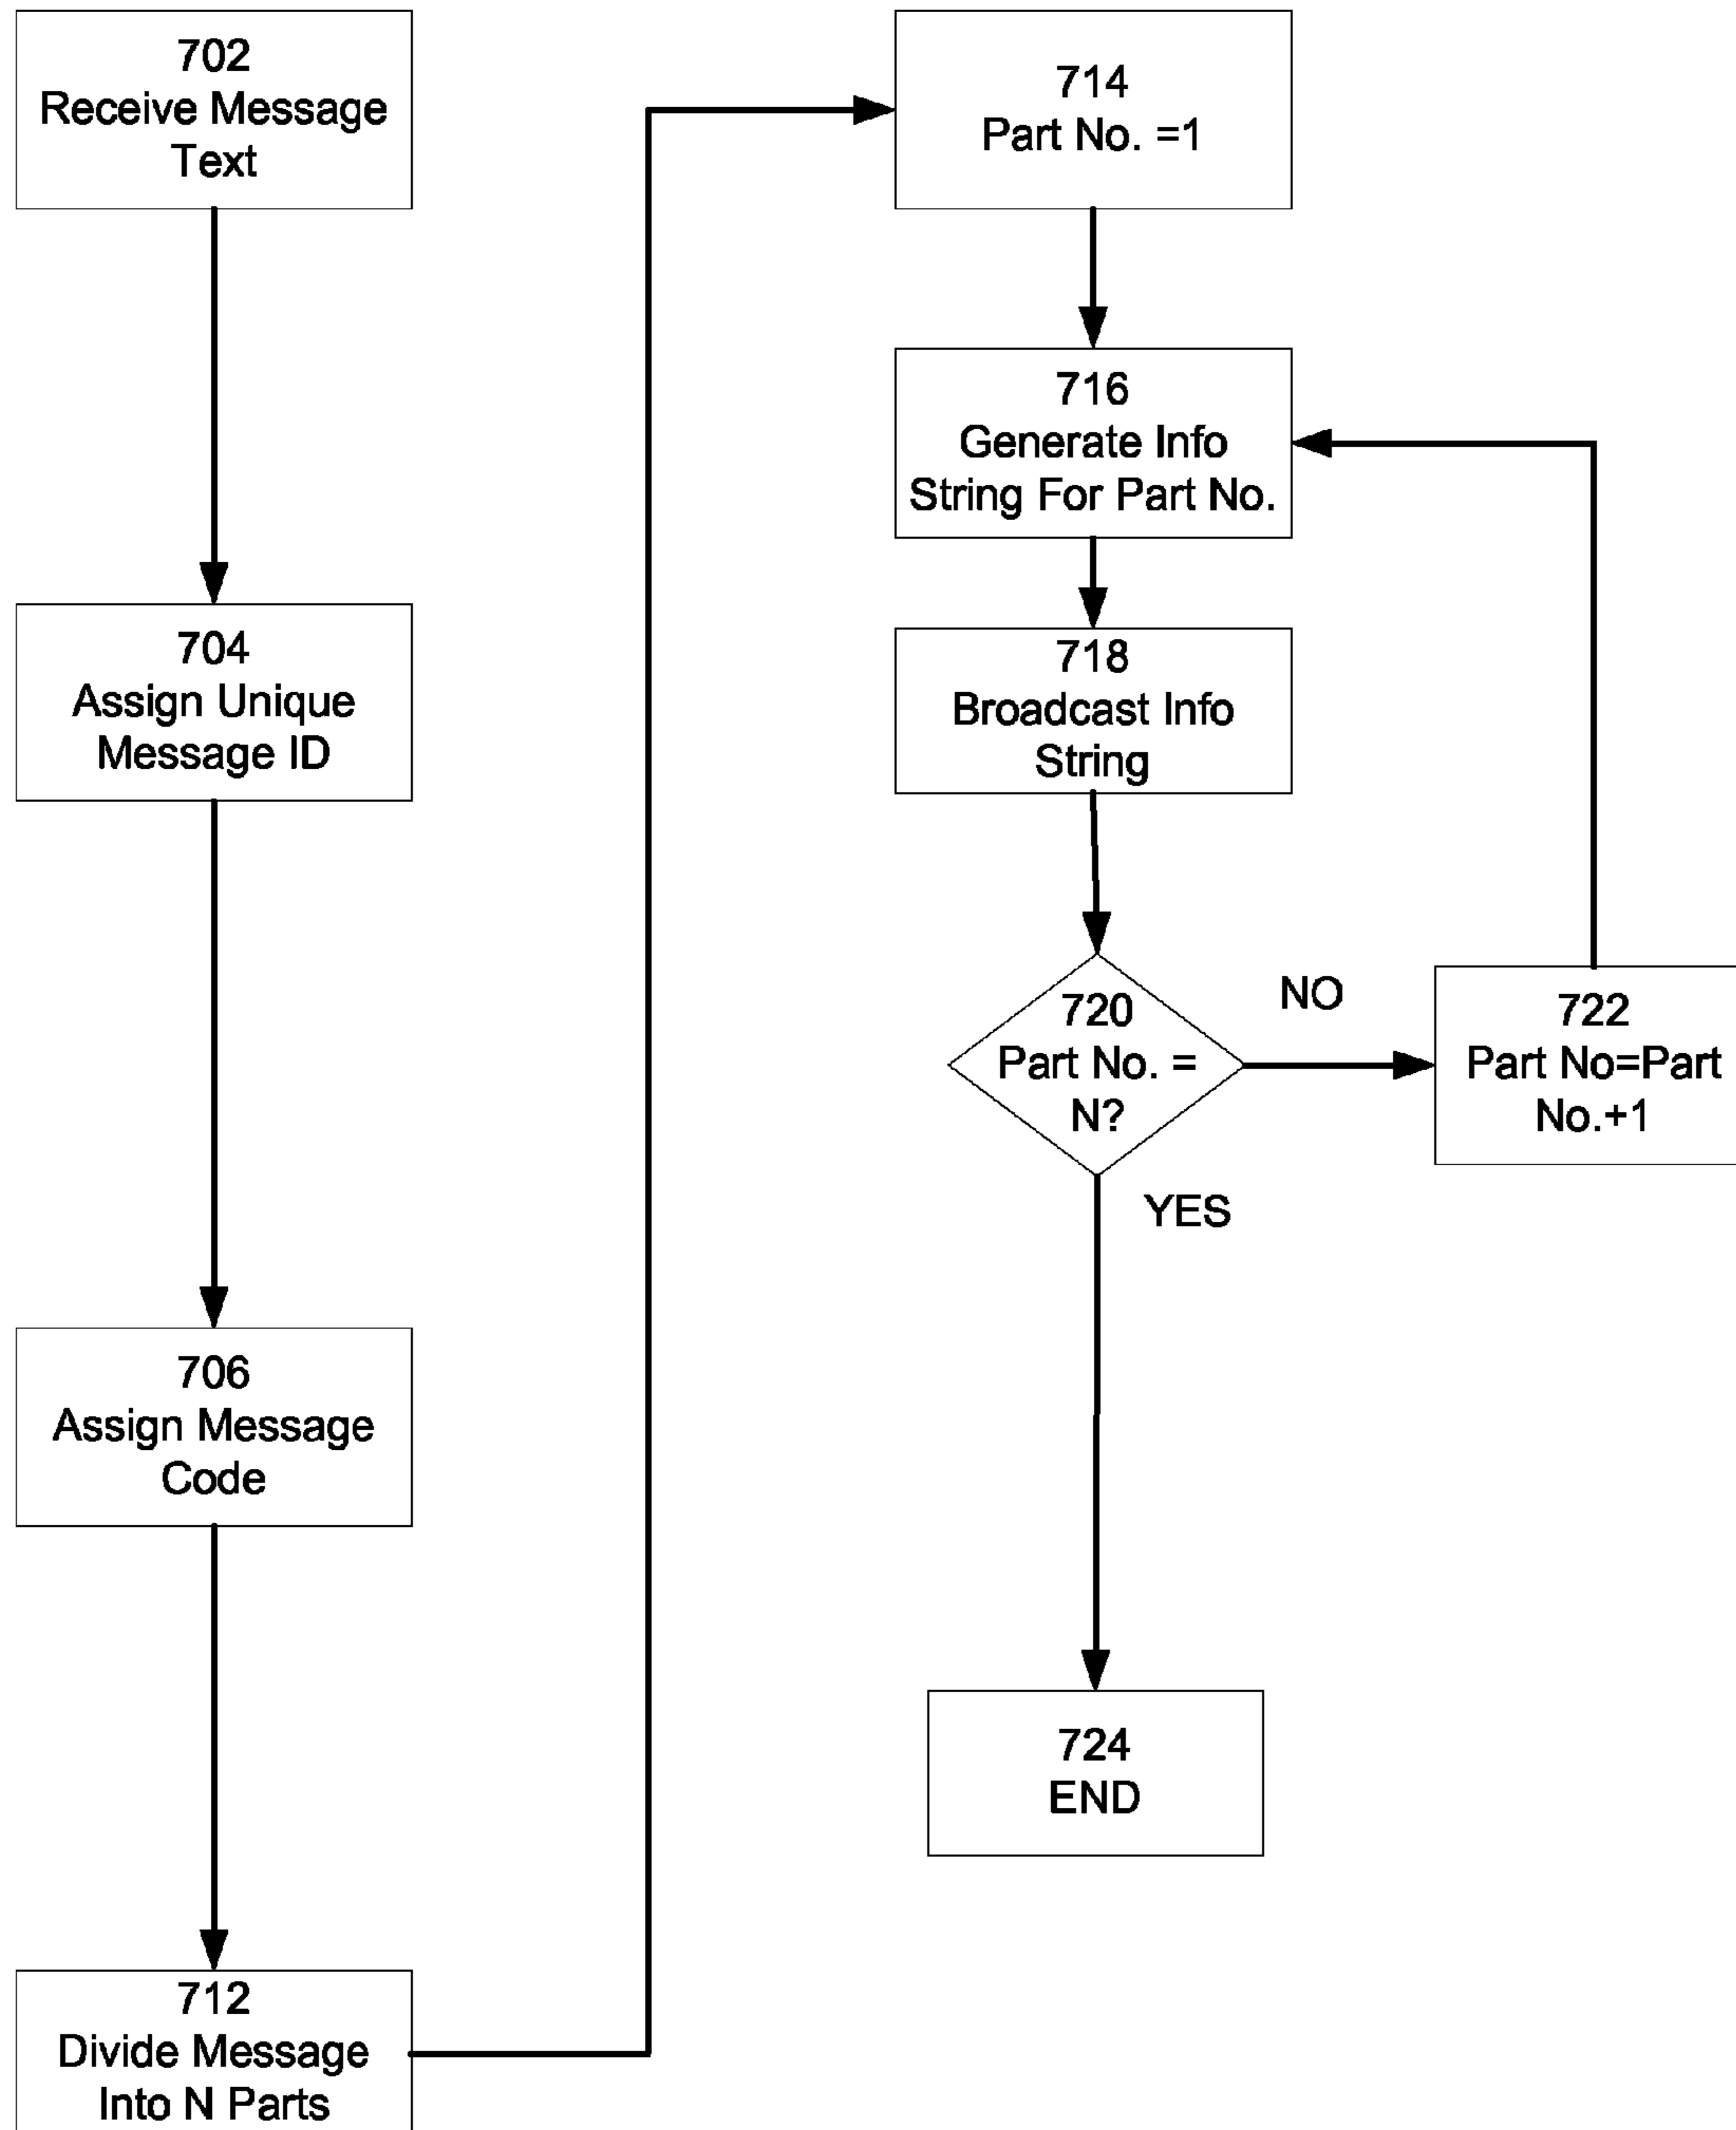 702
Receive Message
Text
704
Assign Unique
Message ID
706
Assign Message
Code
712
Divide Message
Into N Parts
714
Part No. =1
716
Generate Info
String For Part No.
718
Broadcast Info
String
720
Part No. =
N?
NO
722
Part No=Part
No.+1
YES
724
END